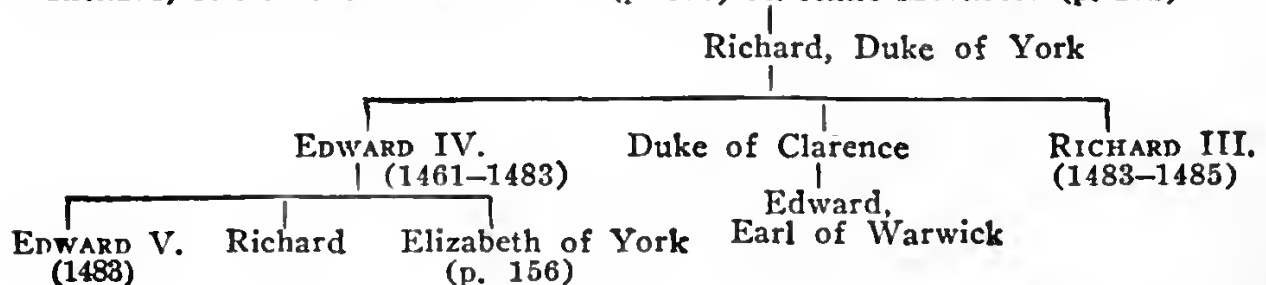 Richard, Duke of York
EDWARD IV. Duke of Clarence RICHARD III.
(1461–1483) (1483–1485)
Edward,
EDWARD V. Richard Elizabeth of York Earl of Warwick
(1483) (p. 156)